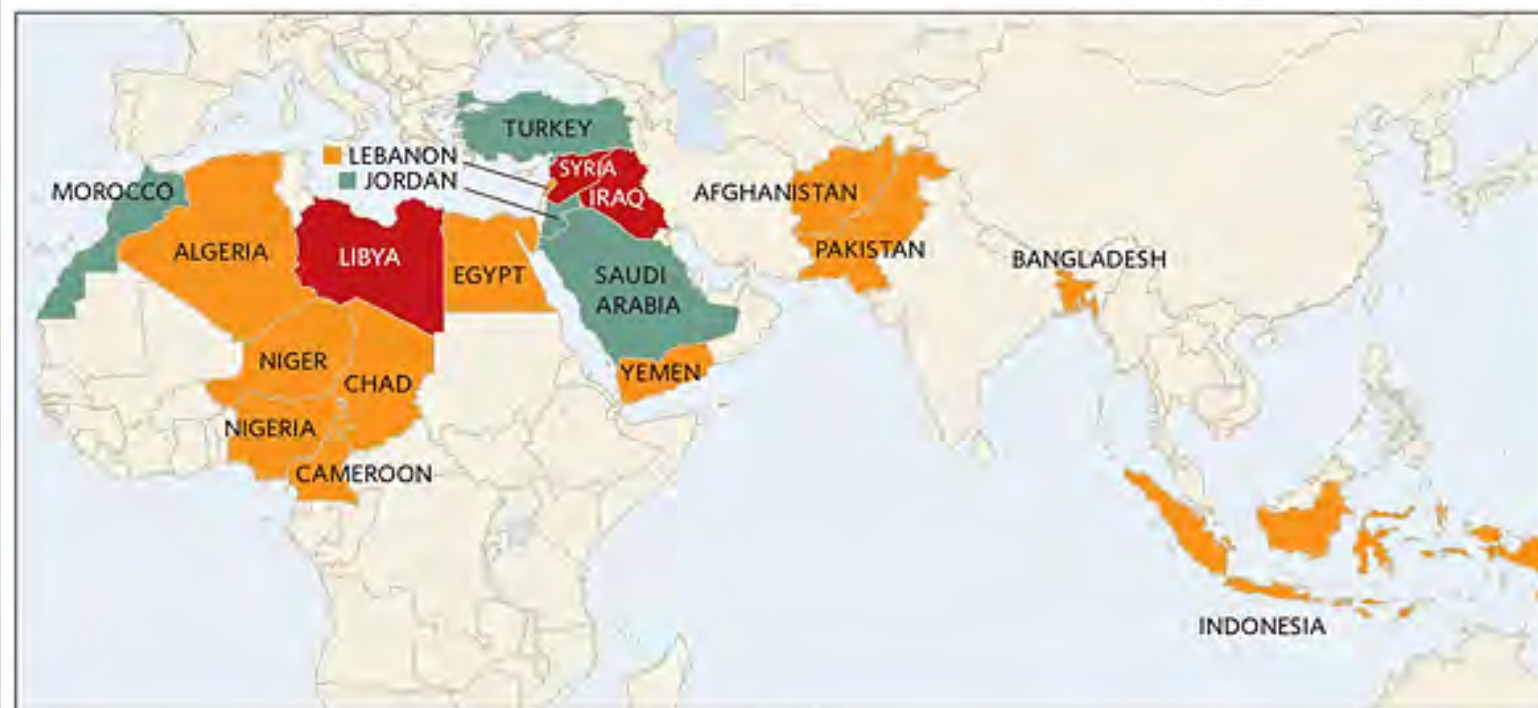 TURKEY
LEBANON
JORDAN
SYRIA
IRAQ
MOROCCO
ALGERIA
LIBYA
EGYPT
SAUDI
ARABIA
AFGHANISTAN
PAKISTAN
BANGLADESH
NIGER
CHAD
YEMEN
NIGERIA
CAMEROON
INDONESIA